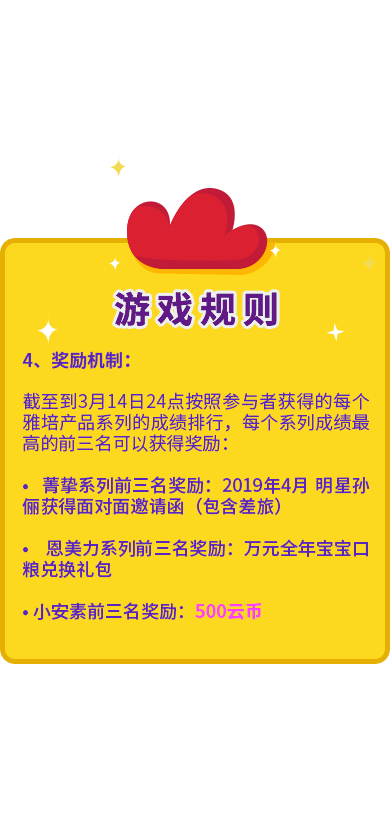 游戏规则
4、奖励机制：
截至到3月14日24点按照参与者获得的每个
雅培产品系列的成绩排行，每个系列成绩最
高的前三名可以获得奖励：
• 菁挚系列前三名奖励：2019年4月 明星孙
俪获得面对面邀请函（包含差旅）
• 恩美力系列前三名奖励：万元全年宝宝口
粮兑换礼包
• 小安素前三名奖励：500云币